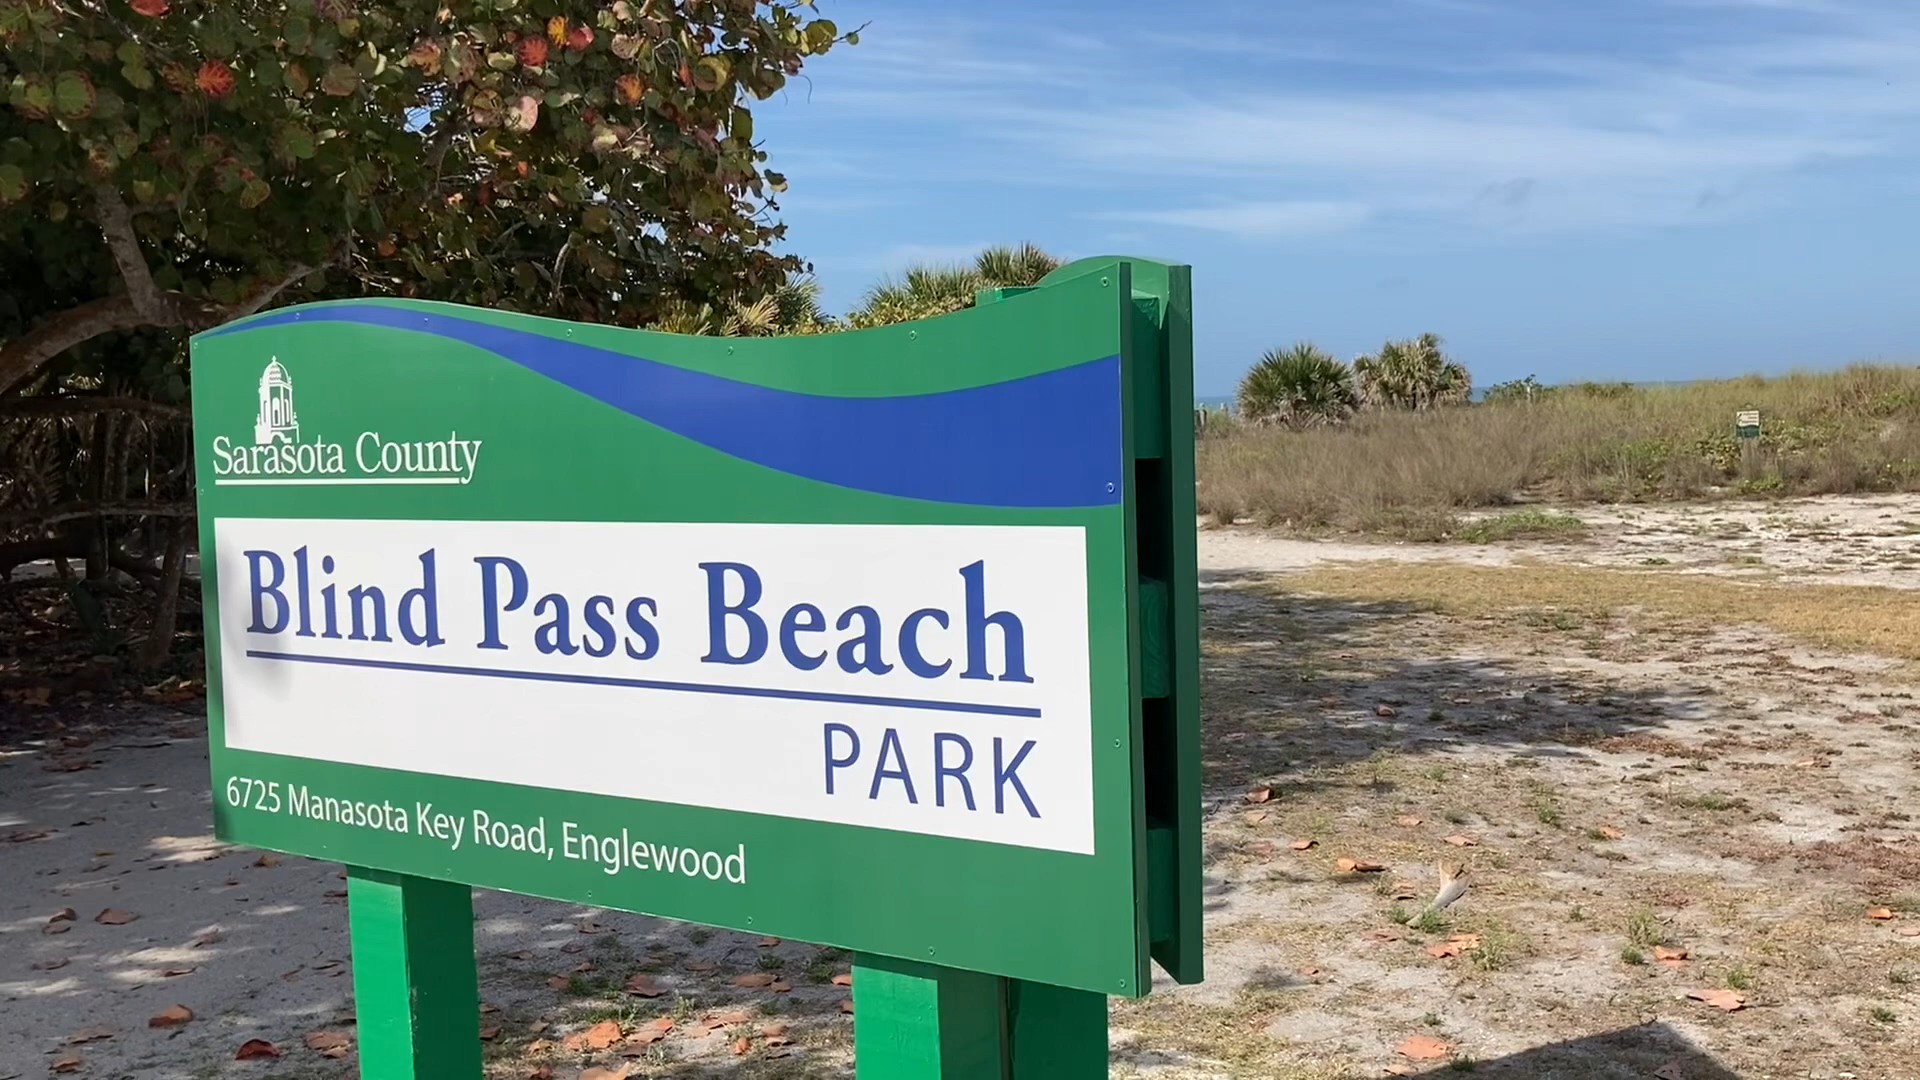 Sarasota County
Blind Pass Beach
PARK
6725 Manasota Key Road, Englewood